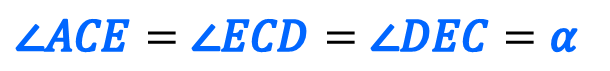 ∠ACE = ∠ECD = ∠DEC = α